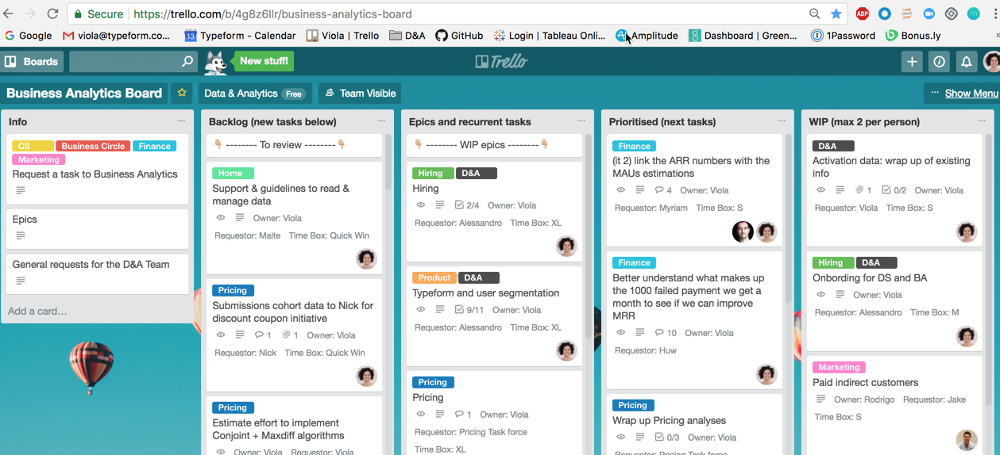 Secure
https://trello.com/b/4g8z6llr/business-analytics-board
ABP
m
Google
viola@typeform.co...
13
Typeform - Calendar
Viola | Trello
D&A
GitHub
Login | Tableau Onli...
Amplitude
Dashboard | Green...
1Password
Bonus.ly
Boards
New stuff!
Trello
Business Analytics Board
Data & Analytics Free
Team Visible
... Show Menu
Info
CS Business Circle Finance
Marketing
Request a task to Business Analytics
Epics
General requests for the D&A Team
Add a card...
Backlog (new tasks below)
-------- To review --------
Home
Support & guidelines to read &
manage data
Owner: Viola
Requestor: Maite Time Box: Quick Win
Pricing
Submissions cohort data to Nick for
discount coupon initiative
1 1 Owner: Viola
Requestor: Nick Time Box: Quick Win
Pricing
Estimate effort to implement
Conjoint + Maxdiff algorithms
Owner: Viola Requestor: Viola
Epics and recurrent tasks
-------- WIP epics --------
Hiring D&A
Hiring
2/4 Owner: Viola
Requestor: Alessandro Time Box: XL
Product D&A
Typeform and user segmentation
9/11 Owner: Viola
Requestor: Alessandro Time Box: XL
Pricing
Pricing
1 Owner: Viola
Requestor: Pricing Task force
Time Box: XL
Prioritised (next tasks)
Finance
(it 2) link the ARR numbers with the
MAUs estimations
4 Owner: Viola
Requestor: Myriam Time Box: S
Finance
Better understand what makes up
the 1000 failed payment we get a
month to see if we can improve
MRR
10 Owner: Viola
Requestor: Huw
Pricing
Wrap up Pricing analyses
0/3 Owner: Viola
Requestor: Pricing Task force
WIP (max 2 per person)
D&A
Activation data: wrap up of existing
info
1 0/2 Owner: Viola
Requestor: Viola Time Box: S
Hiring D&A
Onbording for DS and BA
Owner: Viola
Requestor: Alessandro Time Box: M
Marketing
Paid indirect customers
Owner: Rodrigo Requestor: Jake
Time Box: S